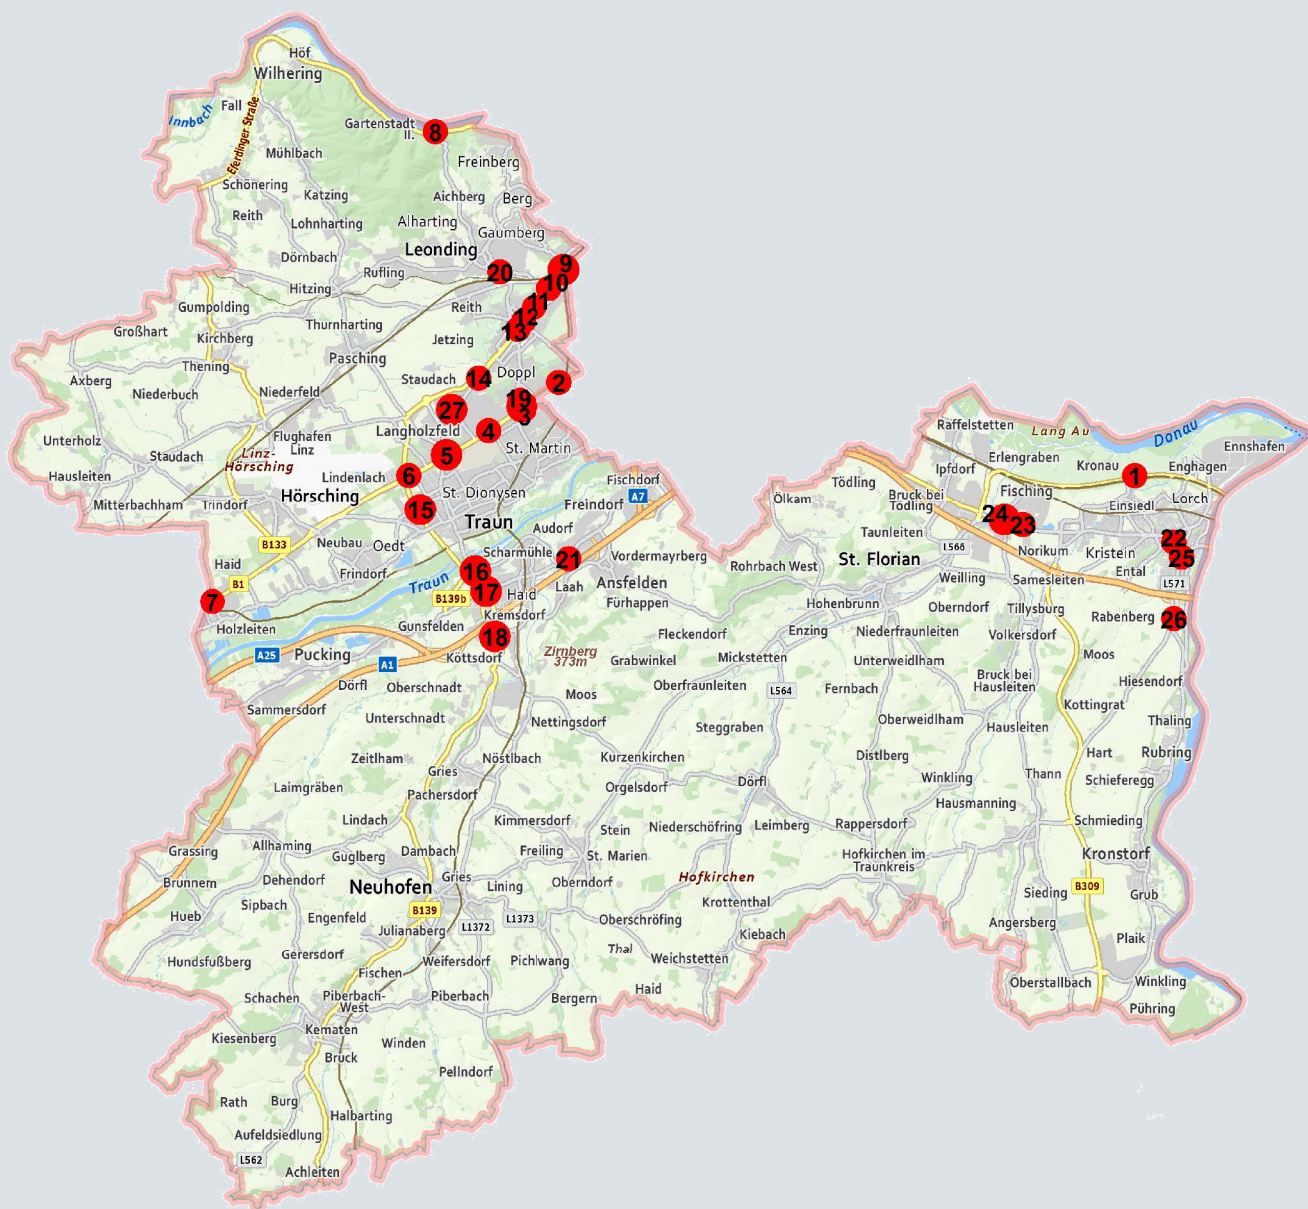 Höf
Wilhering
Fall
Innbach
Eferdinger Straße
Gartenstadt
II.
8
Mühlbach
Freinberg
Schönering
Katzing
Aichberg
Berg
Reith
Lohnharting
Alharting
Gaumberg
Leonding
Dörnbach
Rufling
20
9
Hitzing
10
Gumpolding
Reith
11
Thurnharting
12
Großhart
Kirchberg
13
Jetzing
Pasching
Thening
Doppl
Axberg
Staudach
14
2
Niederbuch
Niederfeld
19
3
27
Langholzfeld
4
Unterholz
Flughafen
Linz
St. Martin
Staudach
Linz-
Hörsching
5
Hausleiten
Lindenlach
6
Hörsching
St. Dionysen
Fischdorf
Mitterbachham
Trindorf
A7
Freindorf
15
Traun
Audorf
B133
Neubau
Oedt
Scharmühle
21
Haid
Frindorf
16
Vordermayrberg
B1
Traun
Laah
Ansfelden
7
B139b
17
Haid
Fürhappen
Kremsdorf
Holzleiten
Gunsfelden
18
A25
Pucking
A1
Köttsdorf
Zirnberg
373m
Fleckendorf
Grabwinkel
Raffelstetten
Lang Au
Donau
Ennshafen
Erlengraben
Ipfdorf
Kronau
Enghagen
Tödling
1
Ölkam
Bruck bei
Tödling
Fisching
Lorch
Einsiedl
24
23
Taunleiten
22
L566
Norikum
Kristein
25
St. Florian
Rohrbach West
Weilling
Samesleiten
Ental
L571
Hohenbrunn
Oberndorf
Tillysburg
Rabenberg
26
Enzing
Niederfraunleiten
Volkersdorf
Mickstetten
Unterweidlham
Moos
Dörfl
Oberschnadt
Oberfraunleiten
L564
Fernbach
Bruck bei
Hausleiten
Hiesendorf
Sammersdorf
Moos
Kottingrat
Unterschnadt
Nettingsdorf
Steggraben
Oberweidlham
Hausleiten
Thaling
Zeitlham
Nöstlbach
Kurzenkirchen
Distlberg
Hart
Rubring
Gries
Laimgräben
Orgelsdorf
Dörfl
Winkling
Thann
Schieferegg
Pachersdorf
Hausmanning
Lindach
Kimmersdorf
Stein
Niederschöfring
Leimberg
Rappersdorf
Schmieding
Grassing
Allhaming
Guglberg
Dambach
Freiling
St. Marien
Hofkirchen im
Traunkreis
Kronstorf
Brunnern
Dehendorf
Neuhofen
Gries
Lining
Oberndorf
Hofkirchen
B309
Sieding
Grub
Sipbach
Krottenthal
Hueb
Engenfeld
B139
L1372
L1373
Oberschröfing
Angersberg
Julianaberg
Kiebach
Plaik
Hundsfußberg
Gerersdorf
Weifersdorf
Pichlwang
Thal
Weichstetten
Fischen
Oberstallbach
Winkling
Schachen
Piberbach-
West
Piberbach
Bergern
Haid
Pühring
Kiesenberg
Kematen
Winden
Bruck
Pellndorf
Rath
Burg
Halbarting
Aufeldsiedlung
L562
Achleiten